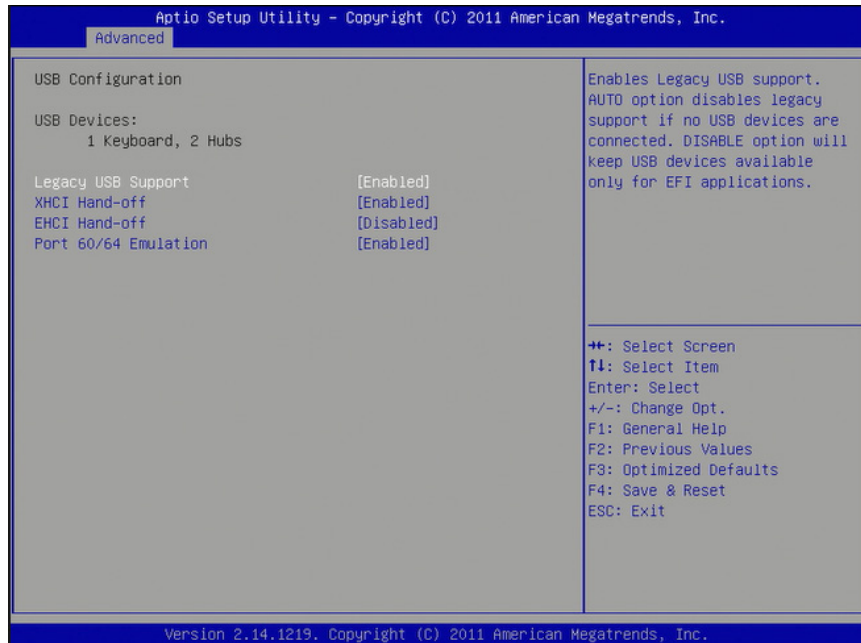 Aptio Setup Utility – Copyright (C) 2011 American Megatrends, Inc.
Advanced
USB Configuration
USB Devices:
1 Keyboard, 2 Hubs
Legacy USB Support [Enabled]
XHCI Hand-off [Enabled]
EHCI Hand-off [Disabled]
Port 60/64 Emulation [Enabled]
Enables Legacy USB support.
AUTO option disables legacy
support if no USB devices are
connected. DISABLE option will
keep USB devices available
only for EFI applications.
→←: Select Screen
↑↓: Select Item
Enter: Select
+/-: Change Opt.
F1: General Help
F2: Previous Values
F3: Optimized Defaults
F4: Save & Reset
ESC: Exit
Version 2.14.1219. Copyright (C) 2011 American Megatrends, Inc.